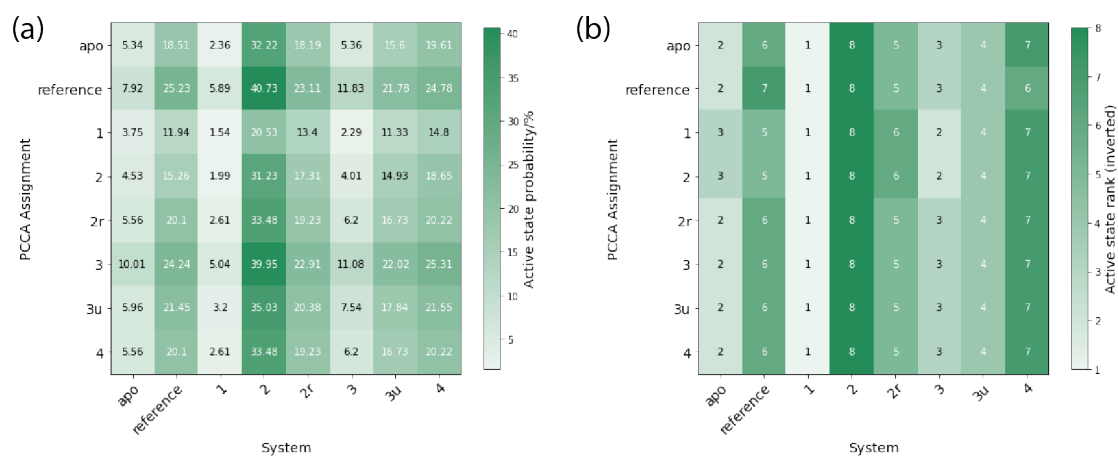 (a)
apo 5.34 18.51 2.36 32.22 18.19 5.36 15.6 19.61
reference 7.92 25.23 5.89 40.73 23.11 11.83 21.78 24.78
1 3.75 11.94 1.54 20.53 13.4 2.29 11.33 14.8
2 4.53 15.26 1.99 31.23 17.31 4.01 14.93 18.65
2r 5.56 20.1 2.61 33.48 19.23 6.2 16.73 20.22
3 10.01 24.24 5.04 39.95 22.91 11.08 22.02 25.31
3u 5.96 21.45 3.2 35.03 20.38 7.54 17.84 21.55
4 5.56 20.1 2.61 33.48 19.23 6.2 16.73 20.22
apo reference 1 2 2r 3 3u 4
System
PCCA Assignment
40
35
30
25
20
15
10
5
Active state probability/%
(b)
apo 2 6 1 8 5 3 4 7
reference 2 7 1 8 5 3 4 6
1 3 5 1 8 6 2 4 7
2 3 5 1 8 6 2 4 7
2r 2 6 1 8 5 3 4 7
3 2 6 1 8 5 3 4 7
3u 2 6 1 8 5 3 4 7
4 2 6 1 8 5 3 4 7
apo reference 1 2 2r 3 3u 4
System
PCCA Assignment
8
7
6
5
4
3
2
1
Active state rank (inverted)